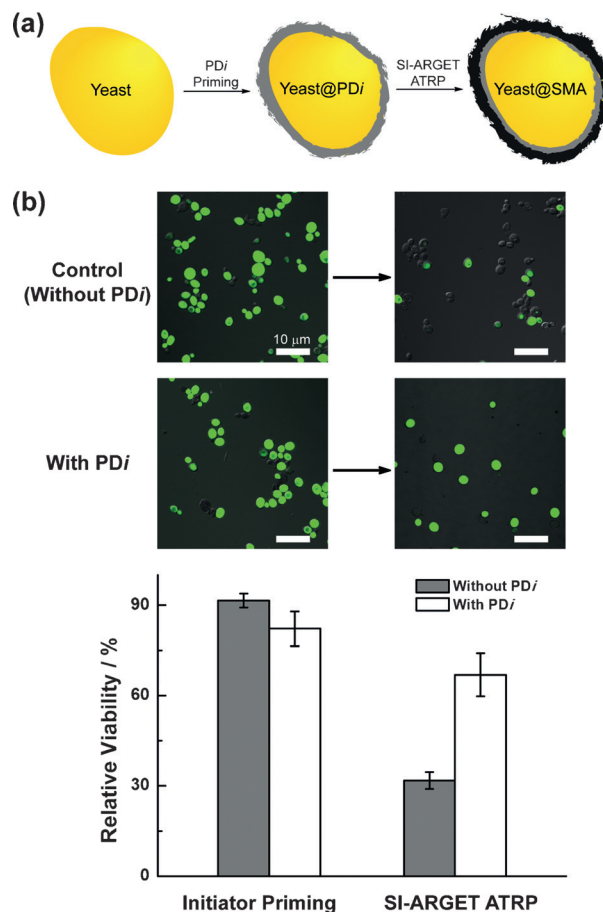 (a)
Yeast
PDi
Priming
Yeast@PDi
SI-ARGET
ATRP
Yeast@SMA
(b)
Control
(Without PDi)
10 μm
With PDi
Relative Viability / %
90
60
30
0
Without PDi
With PDi
Initiator Priming
SI-ARGET ATRP